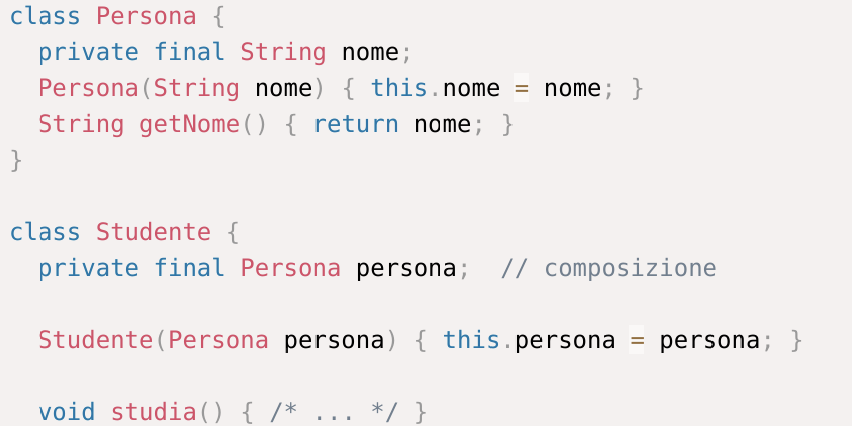 class Persona {
  private final String nome;
  Persona(String nome) { this.nome = nome; }
  String getNome() { return nome; }
}

class Studente {
  private final Persona persona;  // composizione

  Studente(Persona persona) { this.persona = persona; }

  void studia() { /* ... */ }